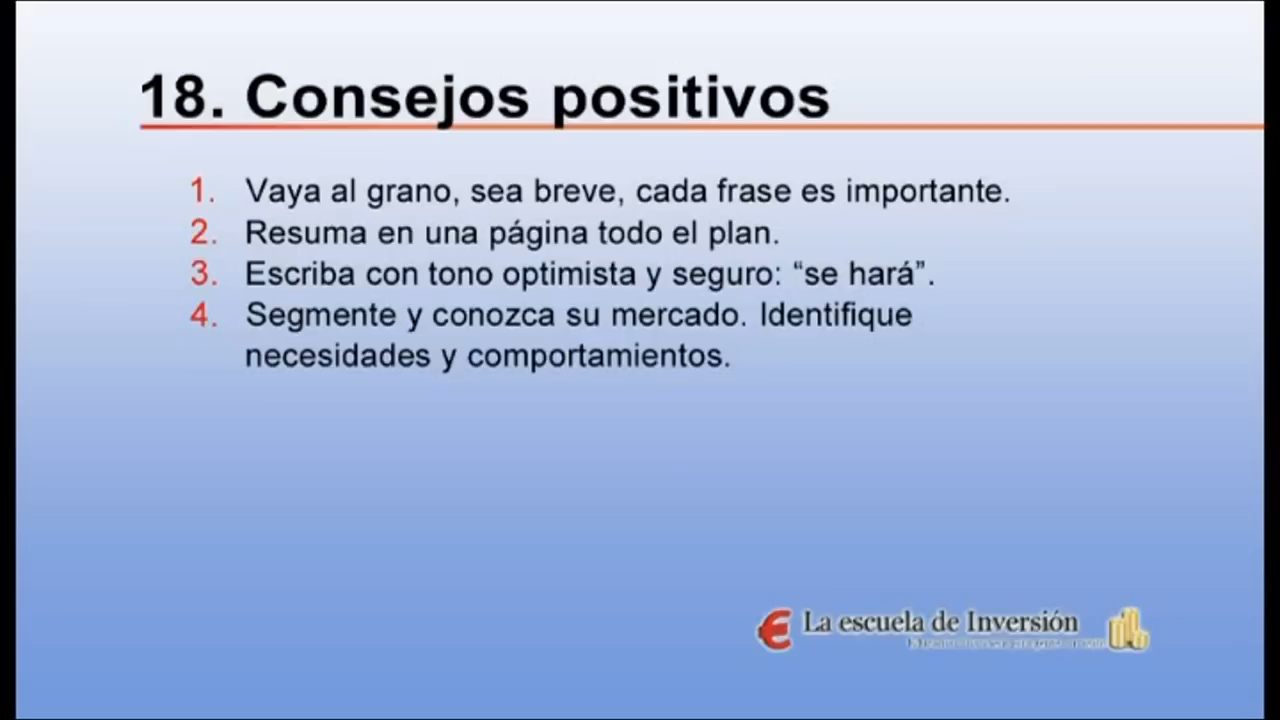 18. Consejos positivos
1. Vaya al grano, sea breve, cada frase es importante.
2. Resuma en una página todo el plan.
3. Escriba con tono optimista y seguro: “se hará”.
4. Segmente y conozca su mercado. Identifique
necesidades y comportamientos.
La escuela de Inversión